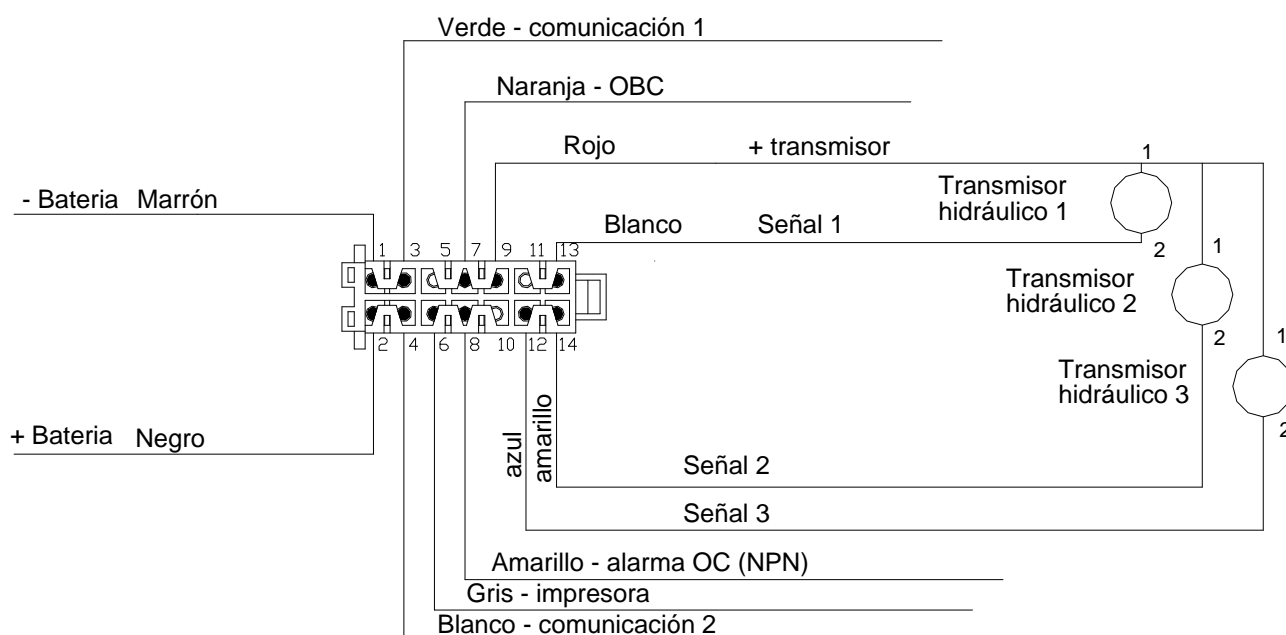 Verde - comunicación 1
Naranja - OBC
Rojo
+ transmisor
1
Transmisor
hidráulico 1
- Bateria Marrón
Blanco
Señal 1
2
1 3 5 7 9 11 13
1
Transmisor
hidráulico 2
2
2 4 6 8 10 12 14
1
Transmisor
hidráulico 3
2
+ Bateria Negro
azul
amarillo
Señal 2
Señal 3
Amarillo - alarma OC (NPN)
Gris - impresora
Blanco - comunicación 2